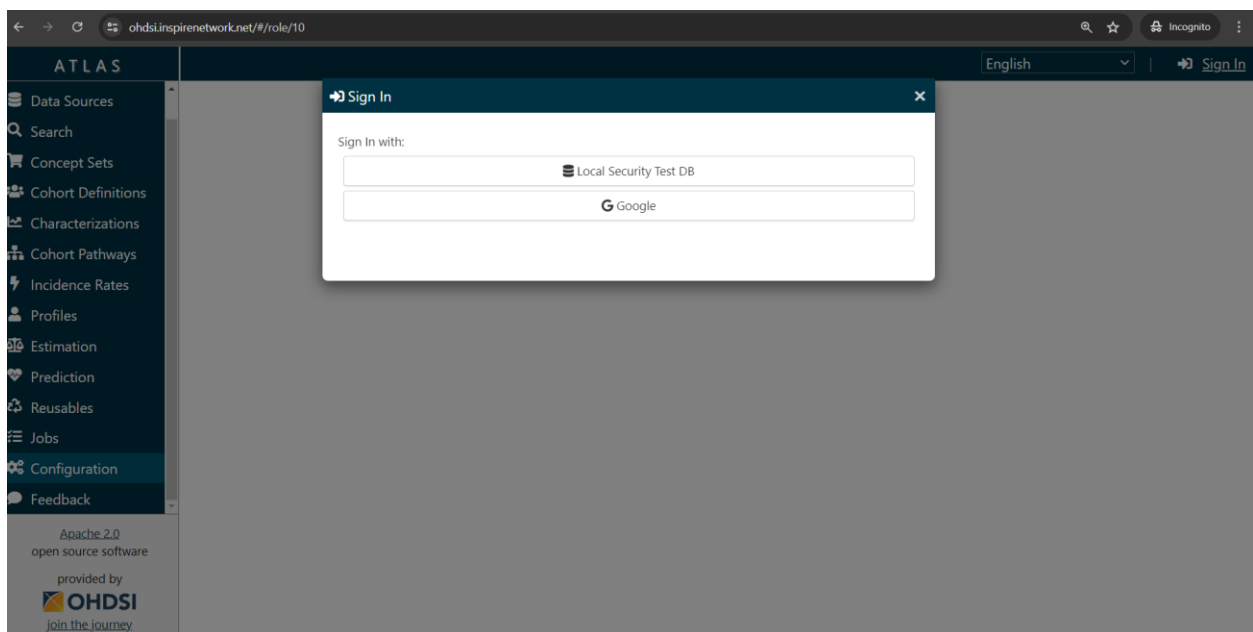 ohdsi.inspirenetwork.net/#/role/10
Incognito
ATLAS
English
Sign In
Data Sources
Search
Concept Sets
Cohort Definitions
Characterizations
Cohort Pathways
Incidence Rates
Profiles
Estimation
Prediction
Reusables
Jobs
Configuration
Feedback
Apache 2.0
open source software
provided by
OHDSI
join the journey
Sign In
Sign In with:
Local Security Test DB
Google